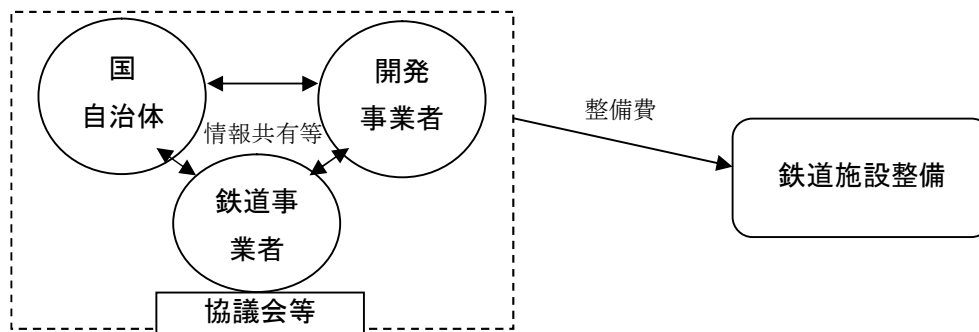 国
自治体
開発
事業者
情報共有等
鉄道事
業者
協議会等
整備費
鉄道施設整備